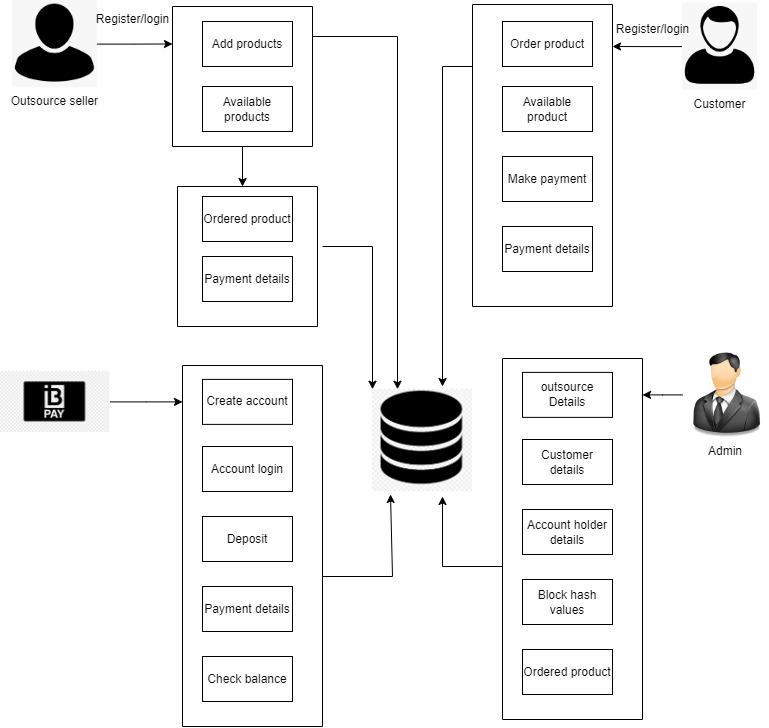 Register/login
Outsource seller
Add products
Available
products
Ordered product
Payment details
Register/login
Customer
Order product
Available
product
Make payment
Payment details
PAY
Create account
Account login
Deposit
Payment details
Check balance
Admin
outsource
Details
Customer
details
Account holder
details
Block hash
values
Ordered product